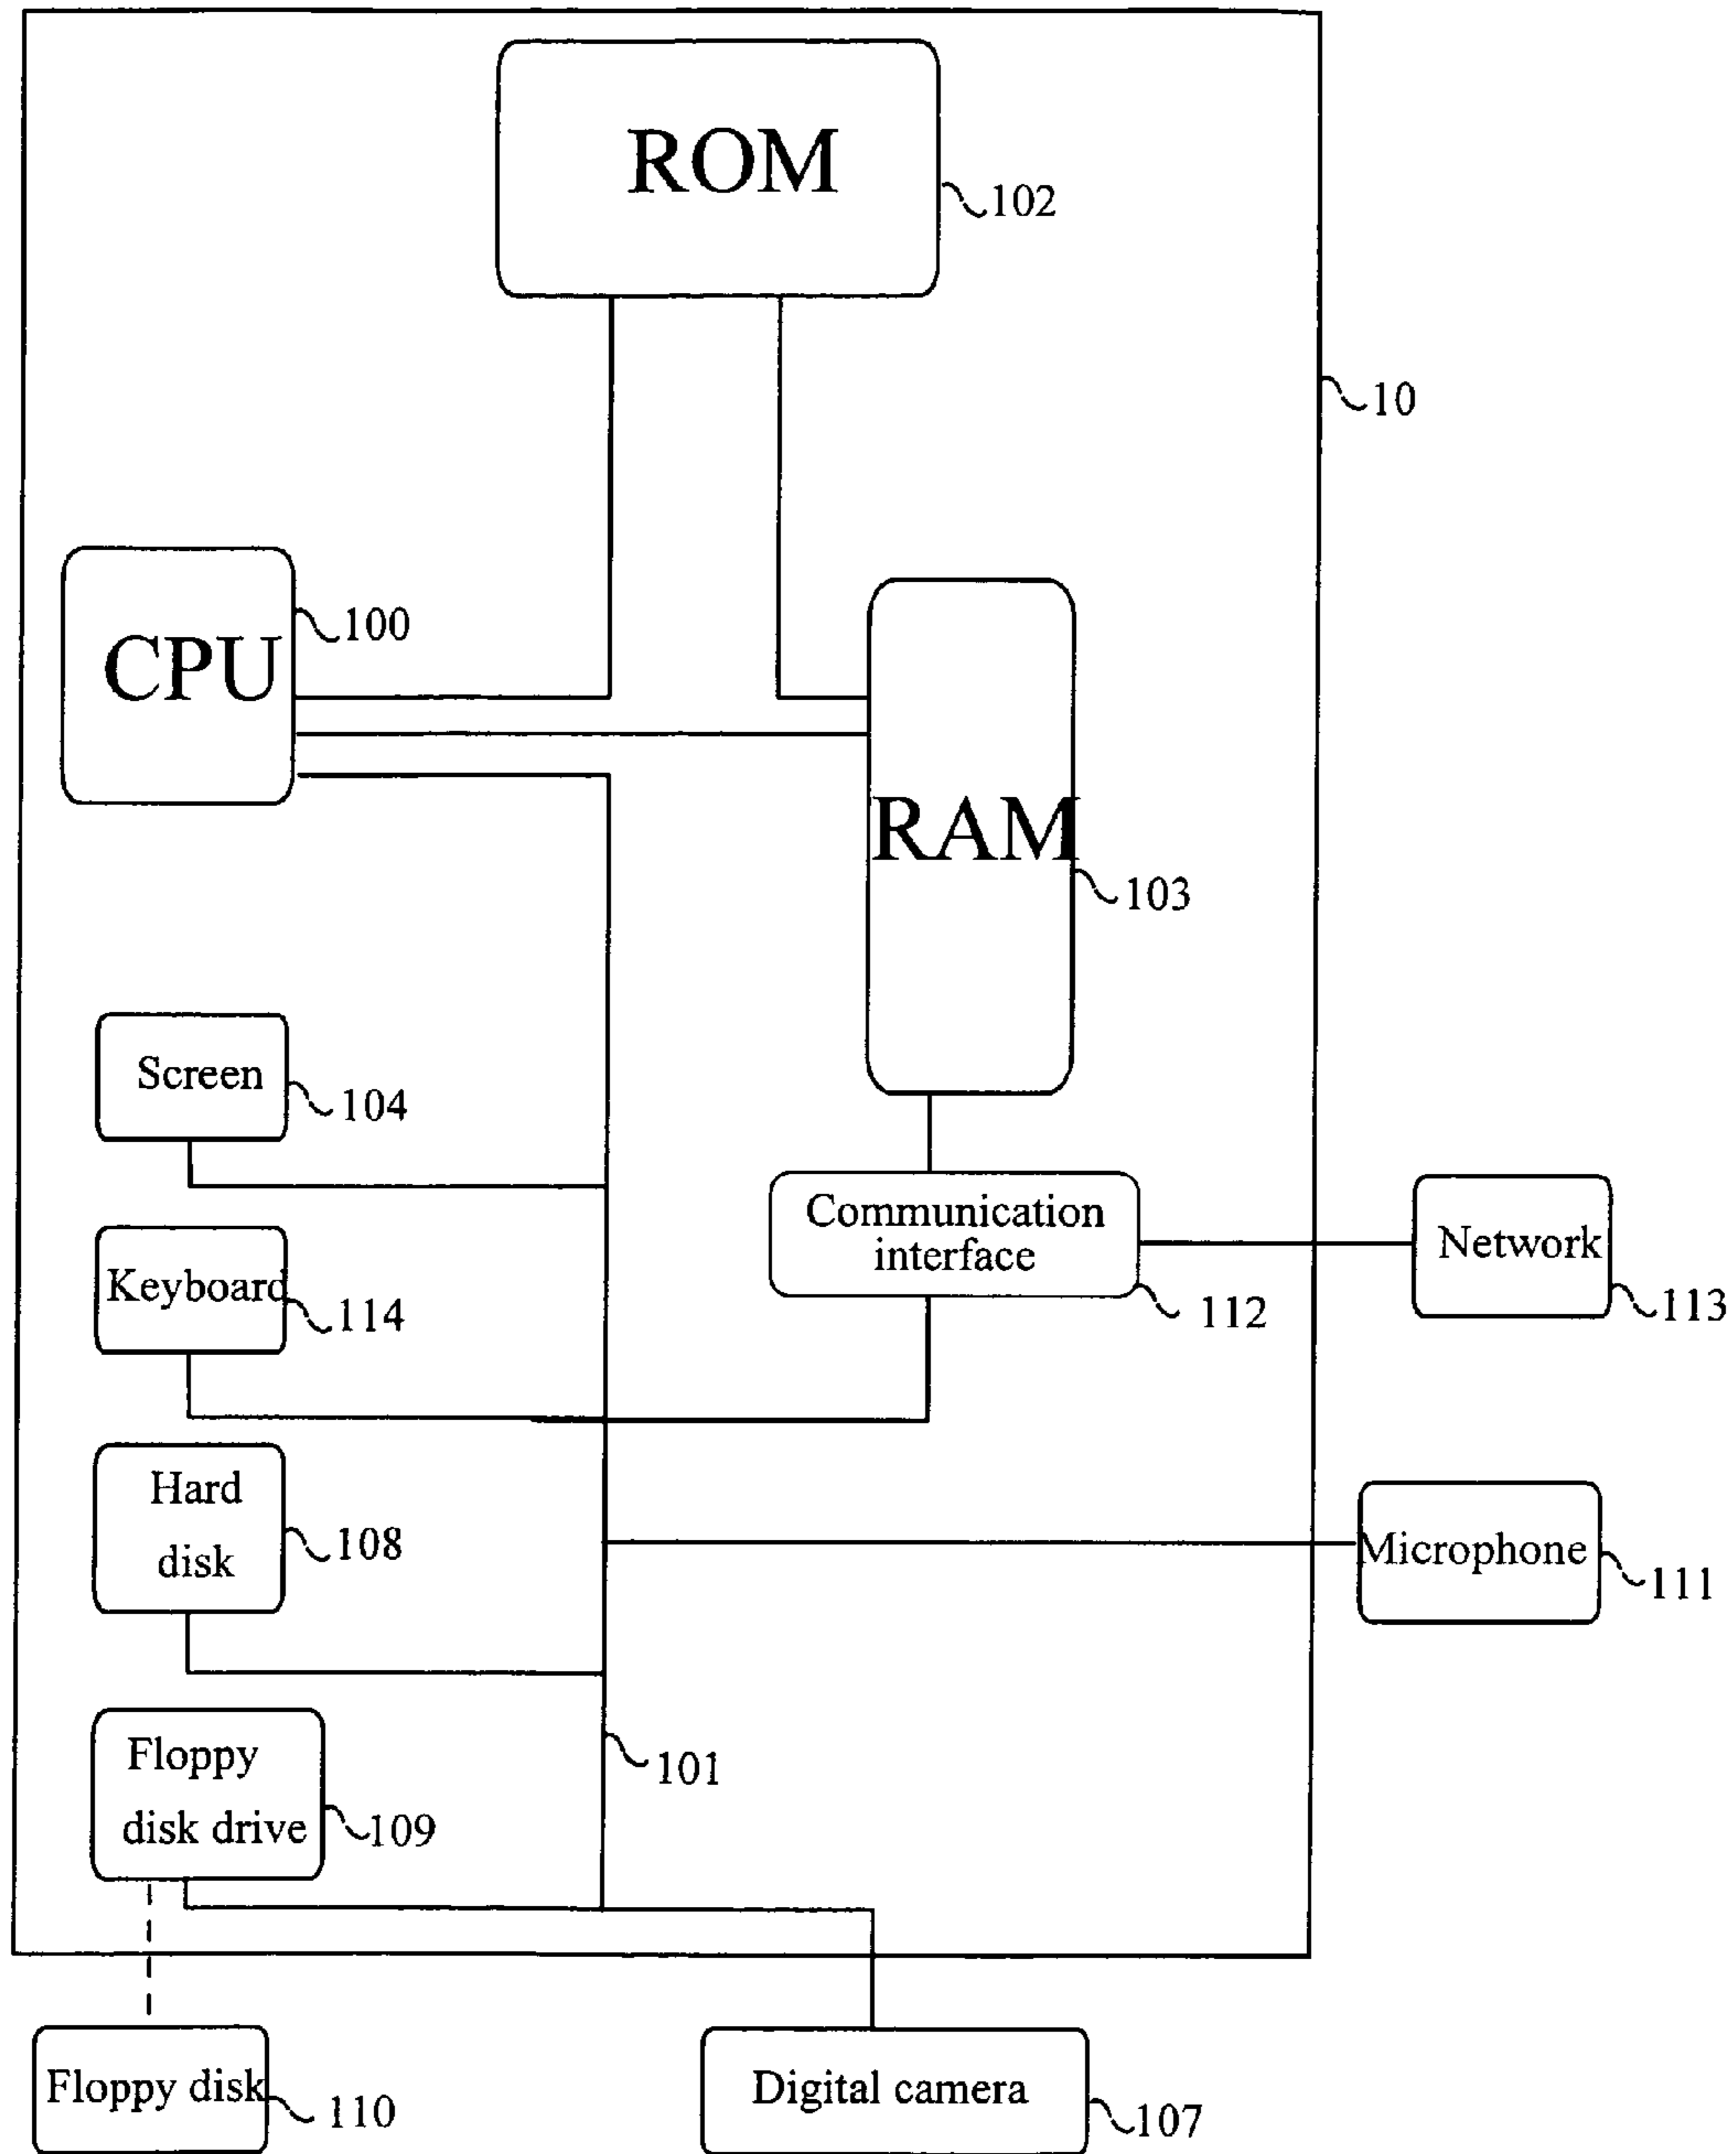 ROM
102
10
CPU
100
RAM
103
Screen
104
Communication
interface
112
Network
113
Keyboard
114
Hard
disk
108
Microphone
111
Floppy
disk drive
109
101
Floppy disk
110
Digital camera
107